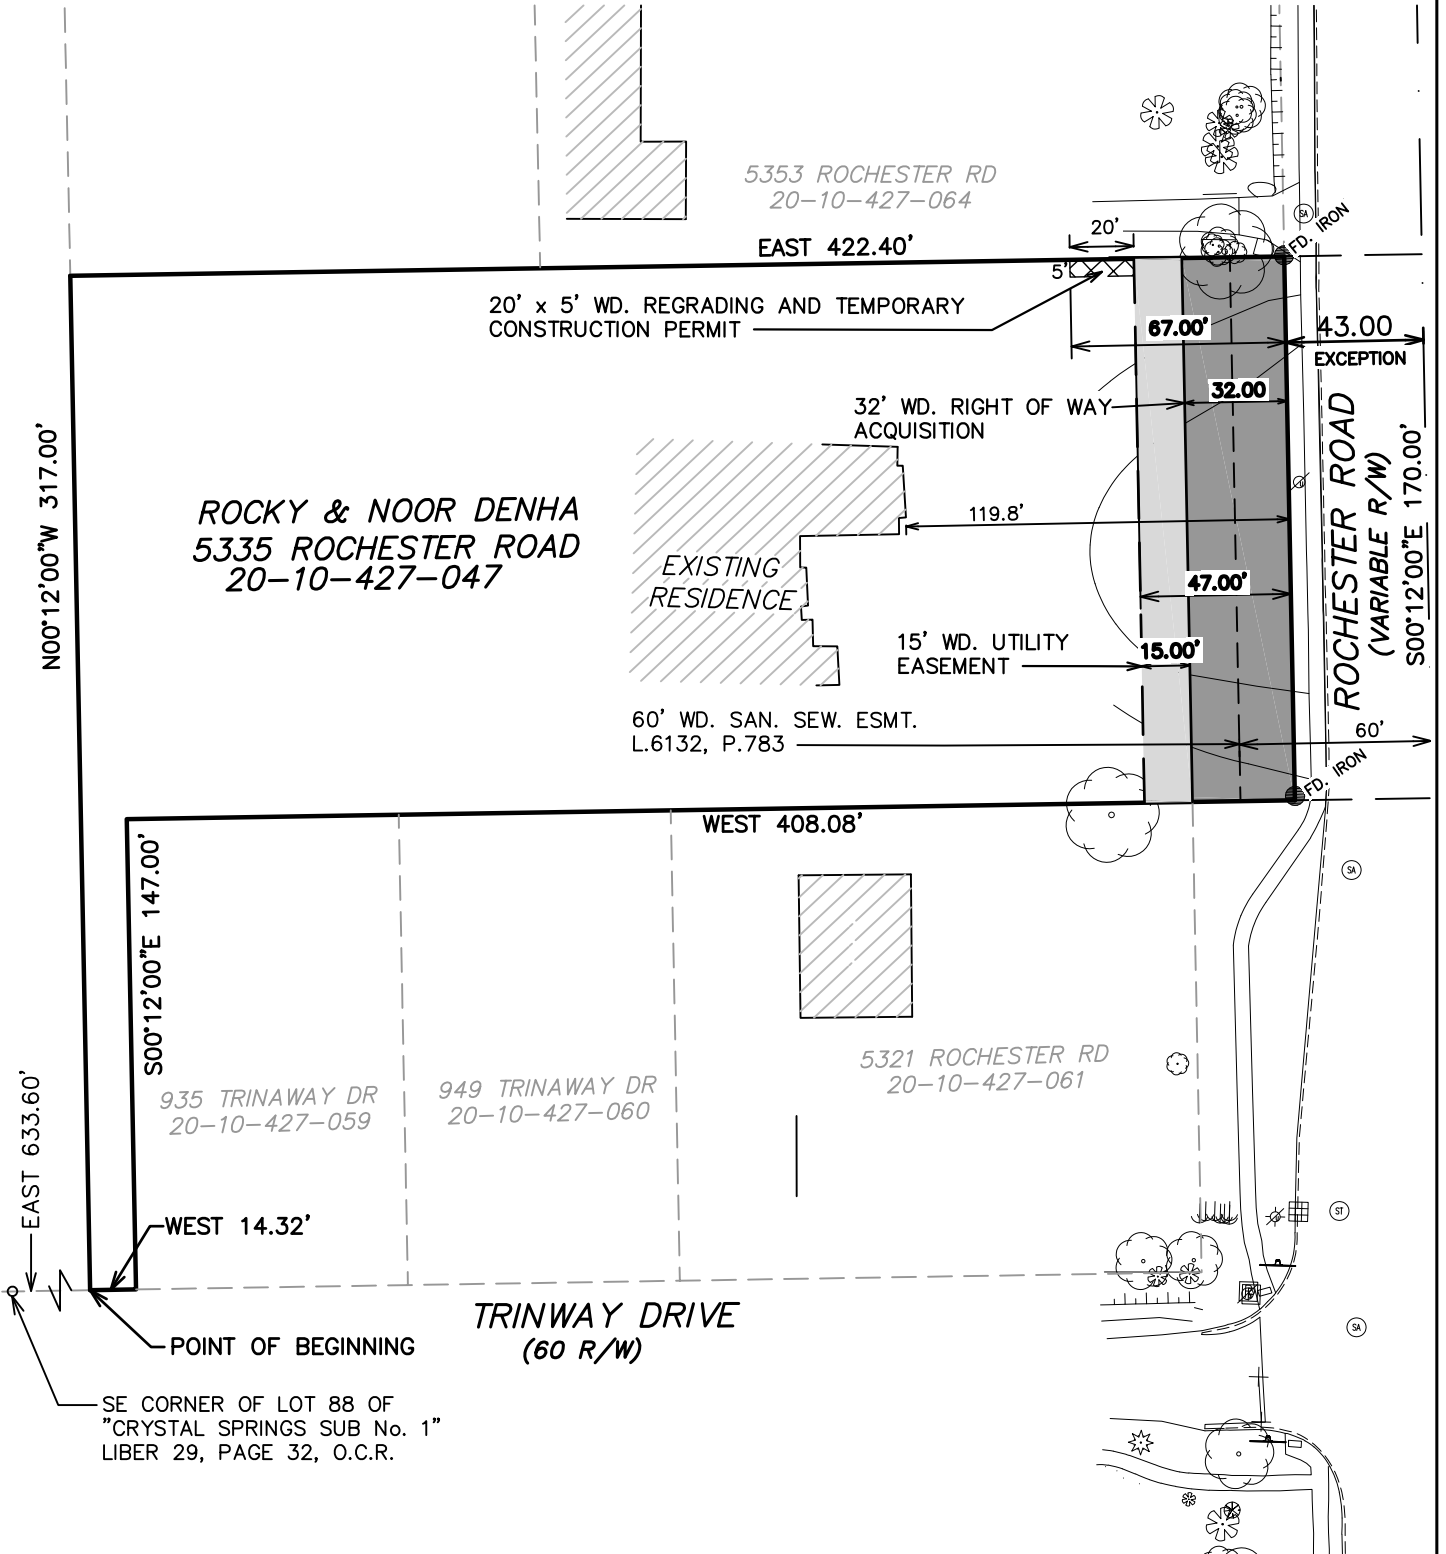 5353 ROCHESTER RD
20-10-427-064
SA
FD. IRON
20'
EAST 422.40'
5'
20' x 5' WD. REGRADING AND TEMPORARY
CONSTRUCTION PERMIT
67.00'
43.00
EXCEPTION
32.00
32' WD. RIGHT OF WAY
ACQUISITION
N00°12'00"W 317.00'
ROCKY & NOOR DENHA
5335 ROCHESTER ROAD
20-10-427-047
119.8'
EXISTING
RESIDENCE
47.00'
ROCHESTER ROAD
(VARIABLE R/W)
S00°12'00"E 170.00'
15' WD. UTILITY
EASEMENT
15.00'
60' WD. SAN. SEW. ESMT.
L.6132, P.783
60'
FD. IRON
WEST 408.08'
S00°12'00"E 147.00'
SA
5321 ROCHESTER RD
20-10-427-061
935 TRINAWAY DR
20-10-427-059
949 TRINAWAY DR
20-10-427-060
EAST 633.60'
WEST 14.32'
ST
TRINWAY DRIVE
(60 R/W)
SA
POINT OF BEGINNING
SE CORNER OF LOT 88 OF
"CRYSTAL SPRINGS SUB No. 1"
LIBER 29, PAGE 32, O.C.R.